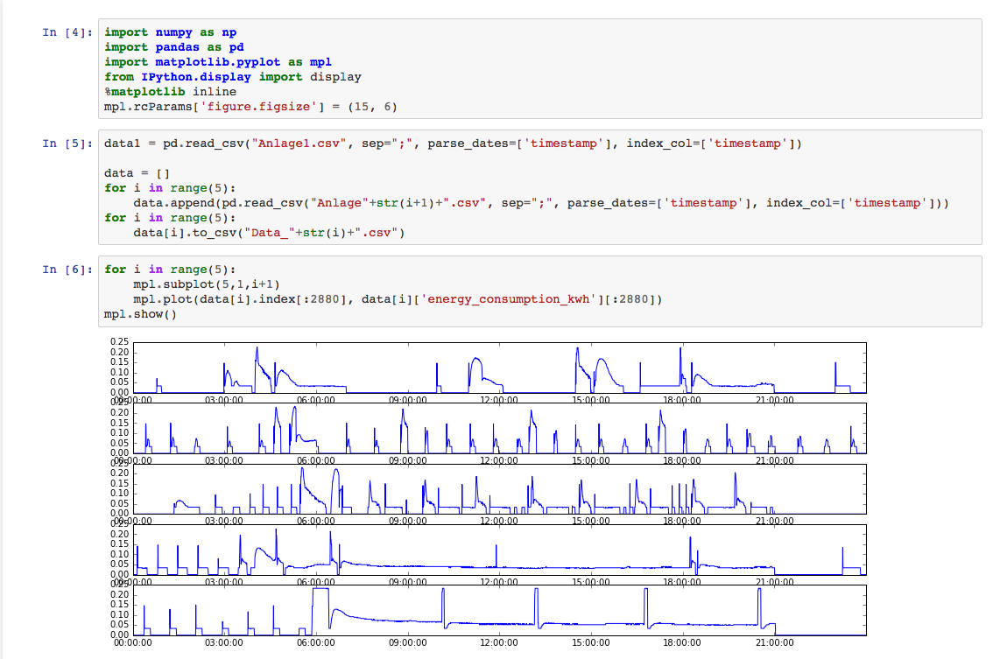 In [4]: import numpy as np
import pandas as pd
import matplotlib.pyplot as mpl
from IPython.display import display
%matplotlib inline
mpl.rcParams['figure.figsize'] = (15, 6)
In [5]: data1 = pd.read_csv("Anlage1.csv", sep=";", parse_dates=['timestamp'], index_col=['timestamp'])
data = []
for i in range(5):
    data.append(pd.read_csv("Anlage"+str(i+1)+".csv", sep=";", parse_dates=['timestamp'], index_col=['timestamp']))
for i in range(5):
    data[i].to_csv("Data_"+str(i)+".csv")
In [6]: for i in range(5):
    mpl.subplot(5,1,i+1)
    mpl.plot(data[i].index[:2880], data[i]['energy_consumption_kwh'][:2880])
mpl.show()
0.25
0.20
0.15
0.10
0.05
0.00
00:00:00 03:00:00 06:00:00 09:00:00 12:00:00 15:00:00 18:00:00 21:00:00
0.25
0.20
0.15
0.10
0.05
0.00
00:00:00 03:00:00 06:00:00 09:00:00 12:00:00 15:00:00 18:00:00 21:00:00
0.25
0.20
0.15
0.10
0.05
0.00
00:00:00 03:00:00 06:00:00 09:00:00 12:00:00 15:00:00 18:00:00 21:00:00
0.25
0.20
0.15
0.10
0.05
0.00
00:00:00 03:00:00 06:00:00 09:00:00 12:00:00 15:00:00 18:00:00 21:00:00
0.25
0.20
0.15
0.10
0.05
0.00
00:00:00 03:00:00 06:00:00 09:00:00 12:00:00 15:00:00 18:00:00 21:00:00